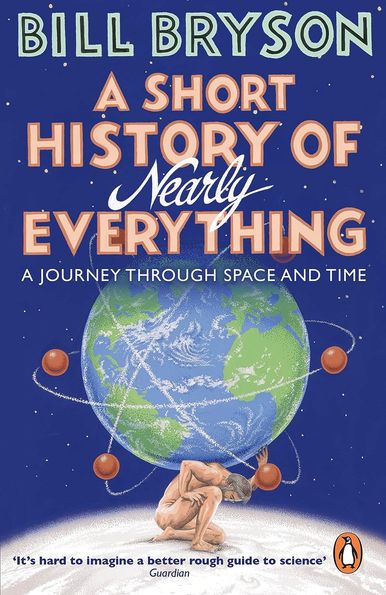 BILL BRYSON
A SHORT
HISTORY OF
Nearly
EVERYTHING
A JOURNEY THROUGH SPACE AND TIME
'It's hard to imagine a better rough guide to science'
Guardian